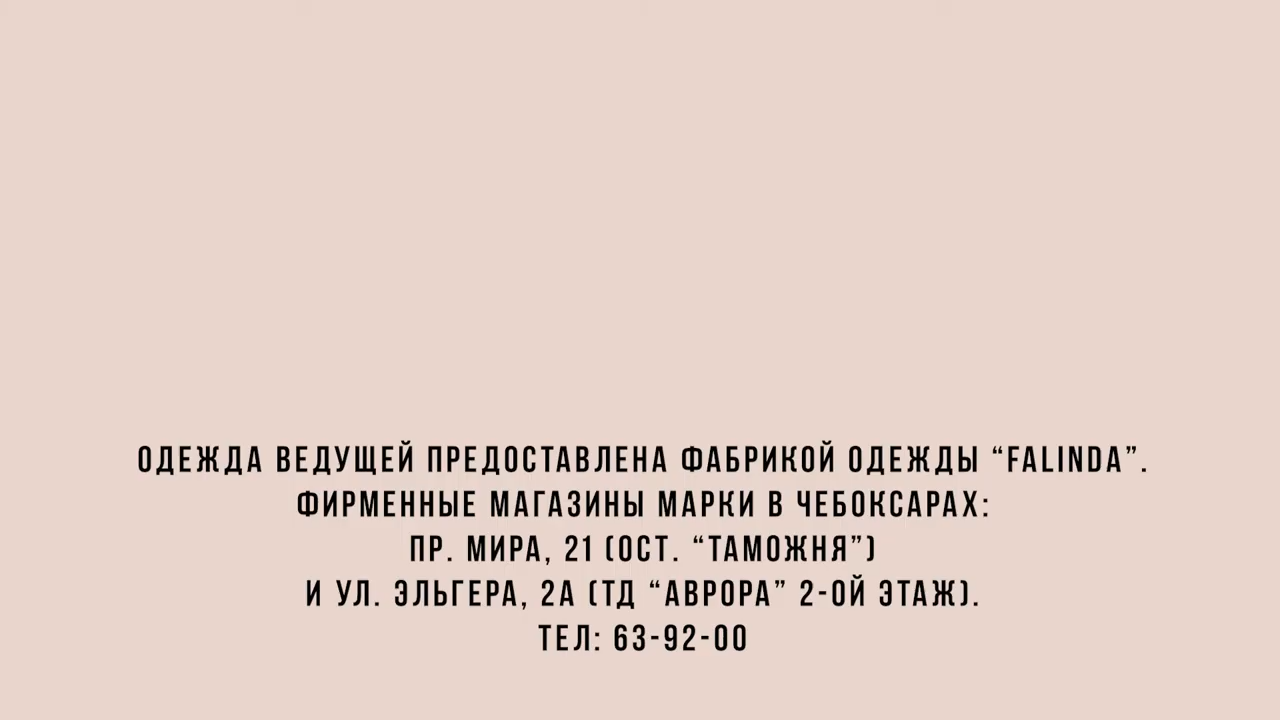 ОДЕЖДА ВЕДУЩЕЙ ПРЕДОСТАВЛЕНА ФАБРИКОЙ ОДЕЖДЫ “FALINDA”.
ФИРМЕННЫЕ МАГАЗИНЫ МАРКИ В ЧЕБОКСАРАХ:
ПР. МИРА, 21 (ОСТ. “ТАМОЖНЯ”)
И УЛ. ЭЛЬГЕРА, 2А (ТД “АВРОРА” 2-ОЙ ЭТАЖ).
ТЕЛ: 63-92-00